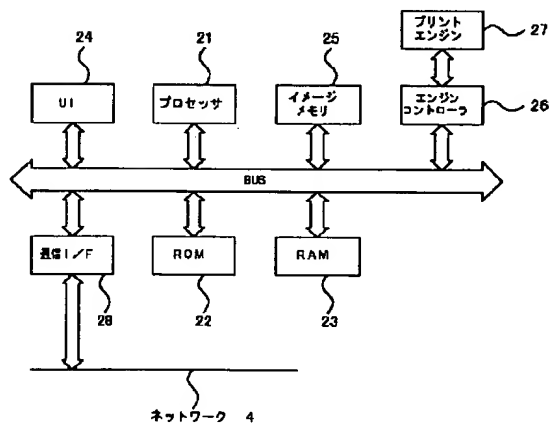 プリント
エンジン
27
24
21
25
UI
プロセッサ
イメージ
メモリ
エンジン
コントローラ
26
BUS
通信I/F
ROM
RAM
28
22
23
ネットワーク 4